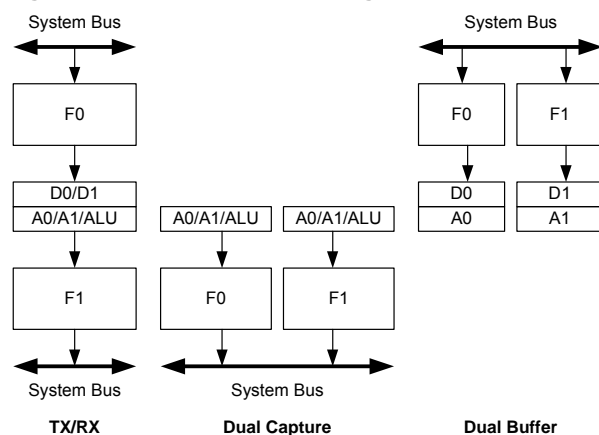 System Bus
System Bus
F0
F0
F1
D0/D1
D0
D1
A0/A1/ALU
A0/A1/ALU
A0/A1/ALU
A0
A1
F1
F0
F1
System Bus
System Bus
TX/RX
Dual Capture
Dual Buffer